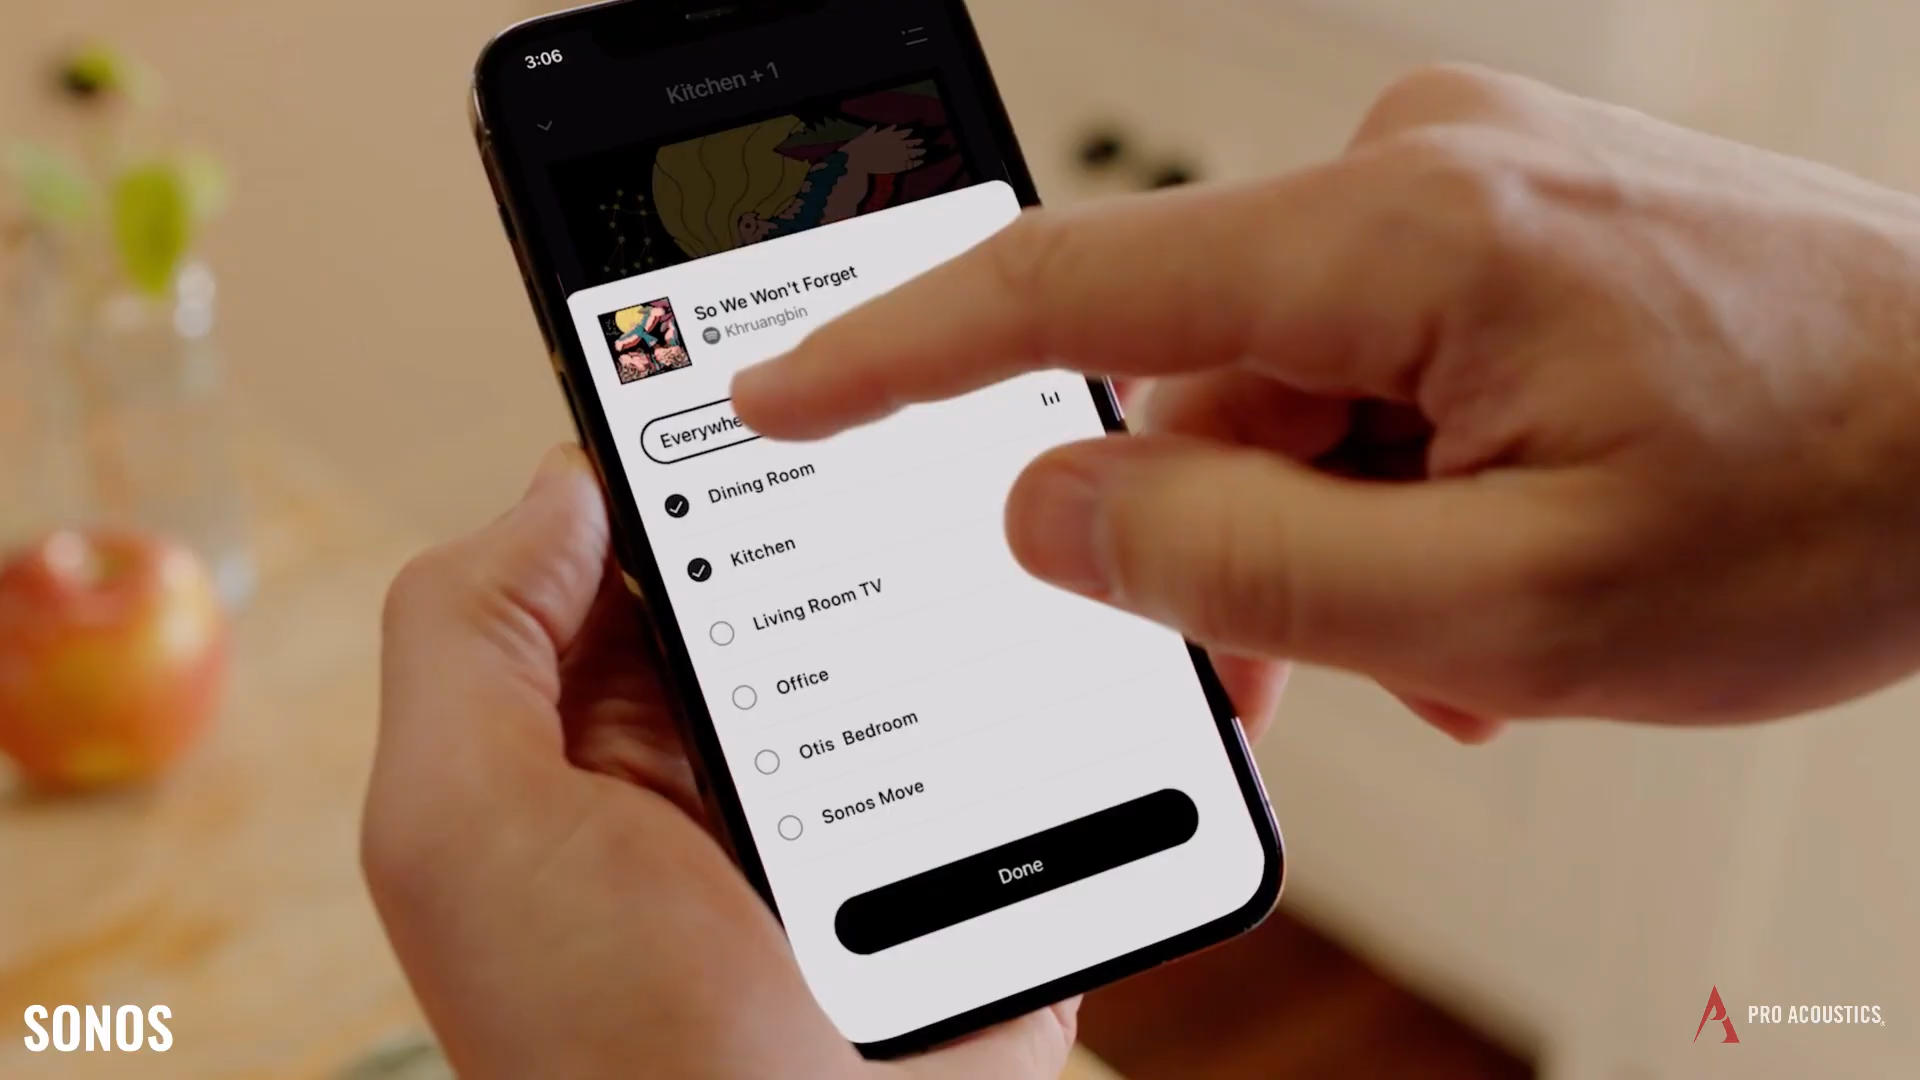 3:06
Kitchen + 1
So We Won't Forget
Khruangbin
Everywhe
Dining Room
Kitchen
Living Room TV
Office
Otis Bedroom
Sonos Move
Done
SONOS
PRO ACOUSTICS